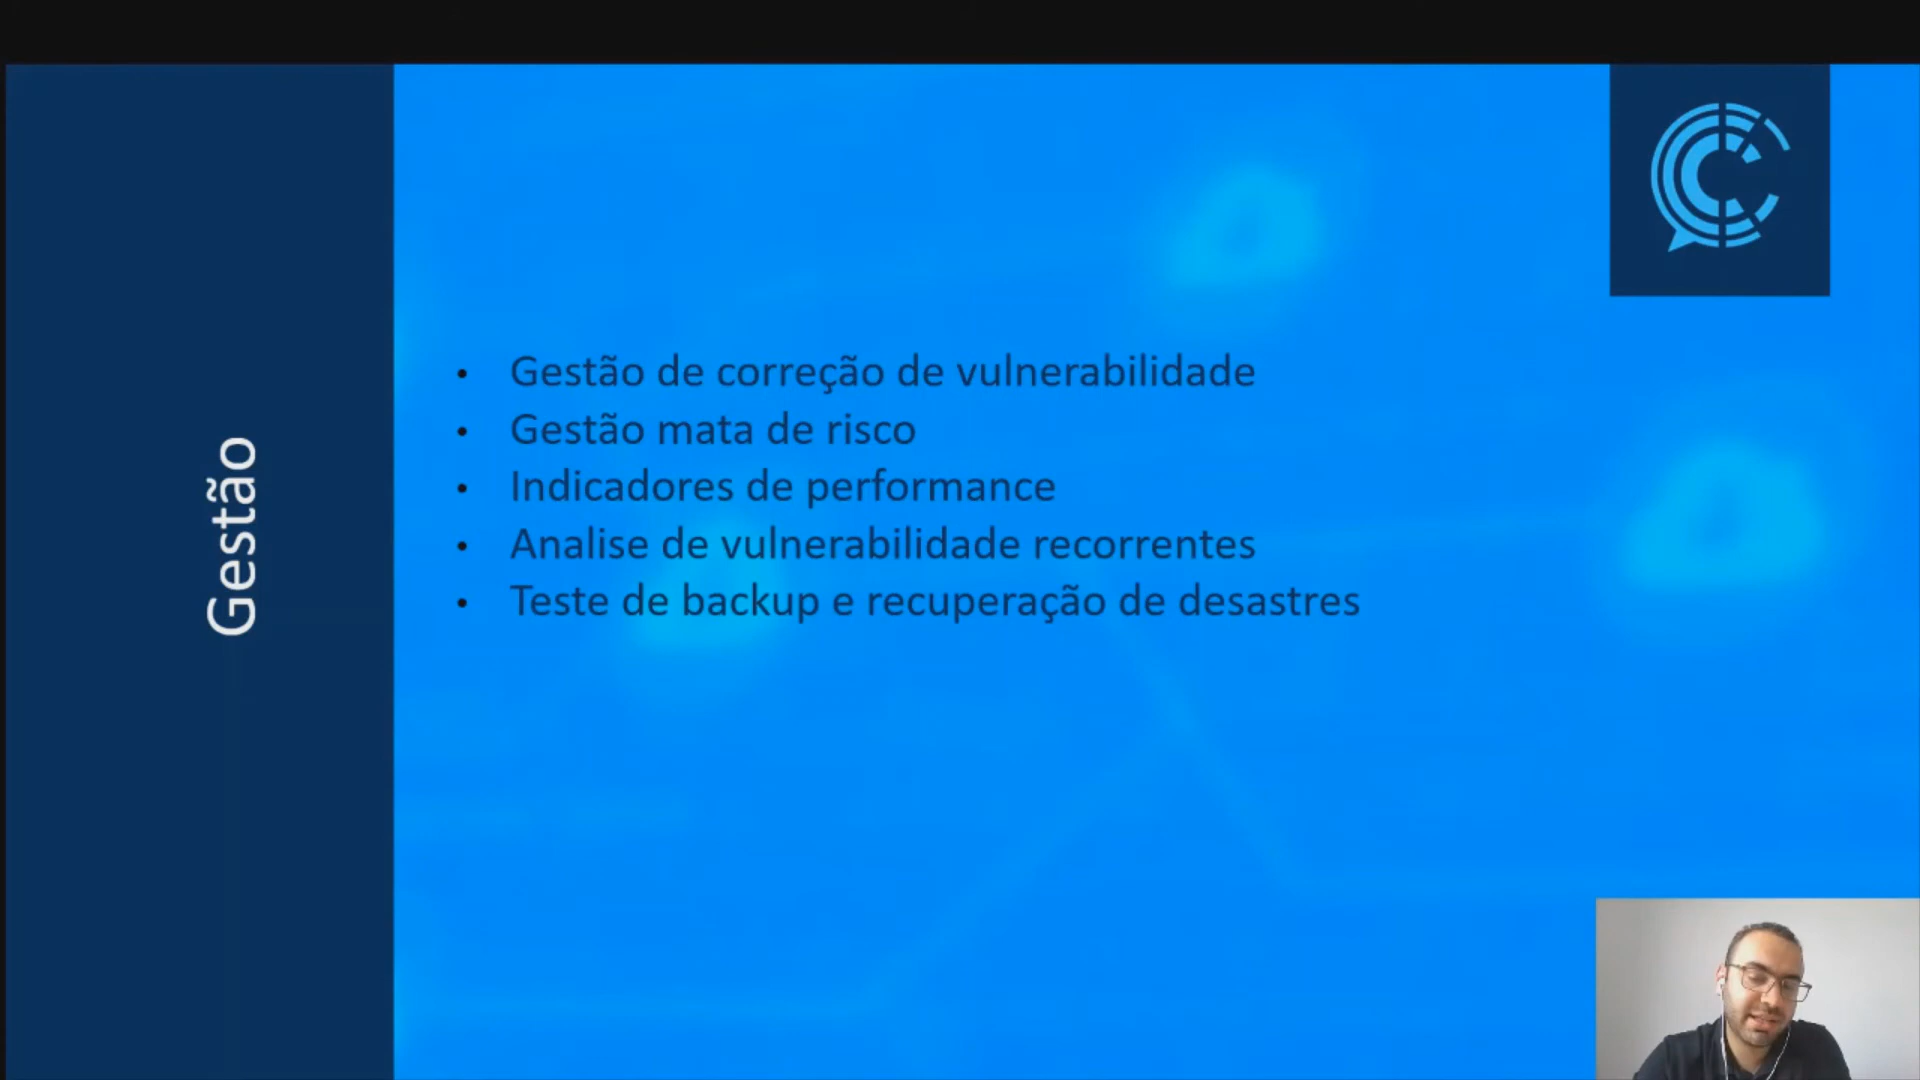 Gestão
Gestão de correção de vulnerabilidade
Gestão mata de risco
Indicadores de performance
Analise de vulnerabilidade recorrentes
Teste de backup e recuperação de desastres